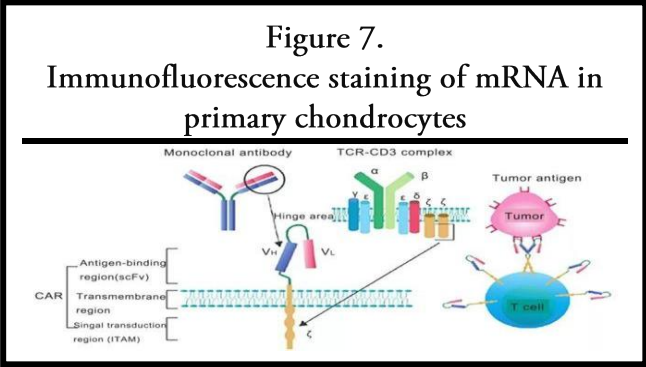 Figure 7.
Immunofluorescence staining of mRNA in
primary chondrocytes
Monoclonal antibody
TCR-CD3 complex
Tumor antigen
α
β
γ ε ε δ ζ ζ
Tumor
Hinge area
VH VL
Antigen-binding
region(scFv)
CAR
Transmembrane
region
T cell
Singal transduction
region (ITAM)
ζ